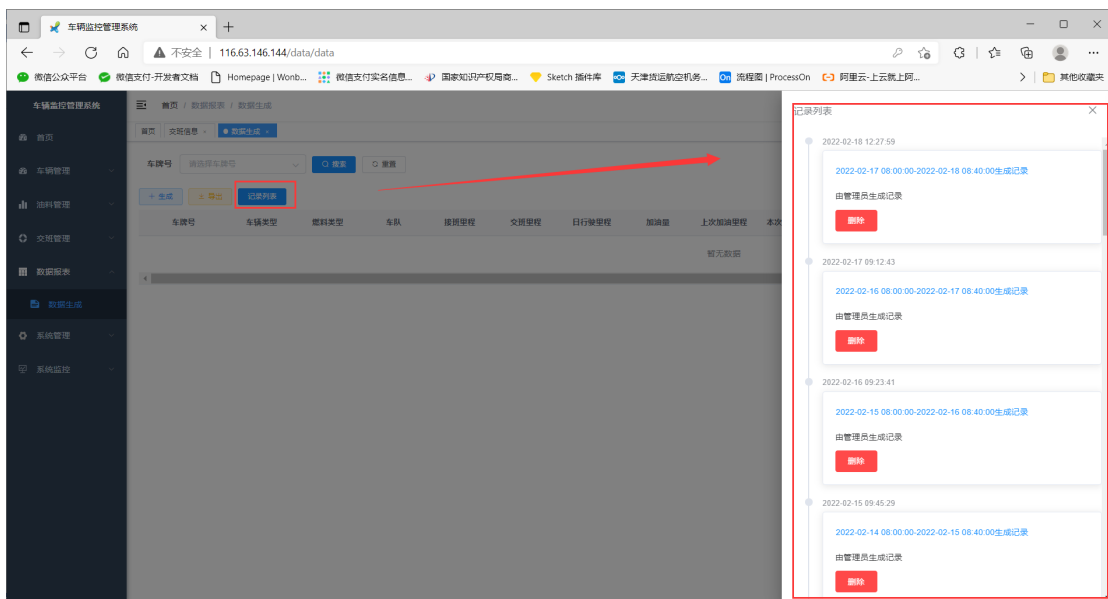 车辆监控管理系统
不安全 | 116.63.146.144/data/data
微信公众平台 微信支付-开发者文档 Homepage | Wonb... 微信支付实名信息... 国家知识产权局商... Sketch 插件库 天津货运航空机务... 流程图 | ProcessOn 阿里云-上云就上阿... 其他收藏夹
车辆监控管理系统
首页
车辆管理
油料管理
交班管理
数据报表
数据生成
系统管理
系统监控
首页 / 数据报表 / 数据生成
首页 交班信息 × 数据生成 ×
车牌号 请选择车牌号 搜索 重置
+ 生成 导出 记录列表
车牌号 车辆类型 燃料类型 车队 接班里程 交班里程 日行驶里程 加油量 上次加油里程 本次
暂无数据
记录列表
2022-02-18 12:27:59
2022-02-17 08:00:00-2022-02-18 08:40:00生成记录
由管理员生成记录
删除
2022-02-17 09:12:43
2022-02-16 08:00:00-2022-02-17 08:40:00生成记录
由管理员生成记录
删除
2022-02-16 09:23:41
2022-02-15 08:00:00-2022-02-16 08:40:00生成记录
由管理员生成记录
删除
2022-02-15 09:45:29
2022-02-14 08:00:00-2022-02-15 08:40:00生成记录
由管理员生成记录
删除